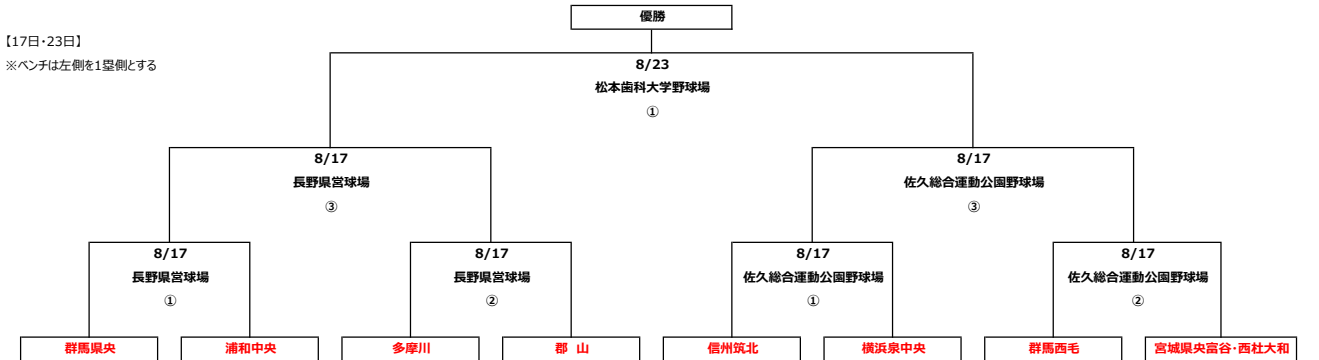 優勝
【17日・23日】
※ベンチは左側を1塁側とする
8/23
松本歯科大学野球場
①
8/17
長野県営球場
③
8/17
佐久総合運動公園野球場
③
8/17
長野県営球場
①
8/17
長野県営球場
②
8/17
佐久総合運動公園野球場
①
8/17
佐久総合運動公園野球場
②
群馬県央
浦和中央
多摩川
郡 山
信州筑北
横浜泉中央
群馬西毛
宮城県央富谷・西杜大和